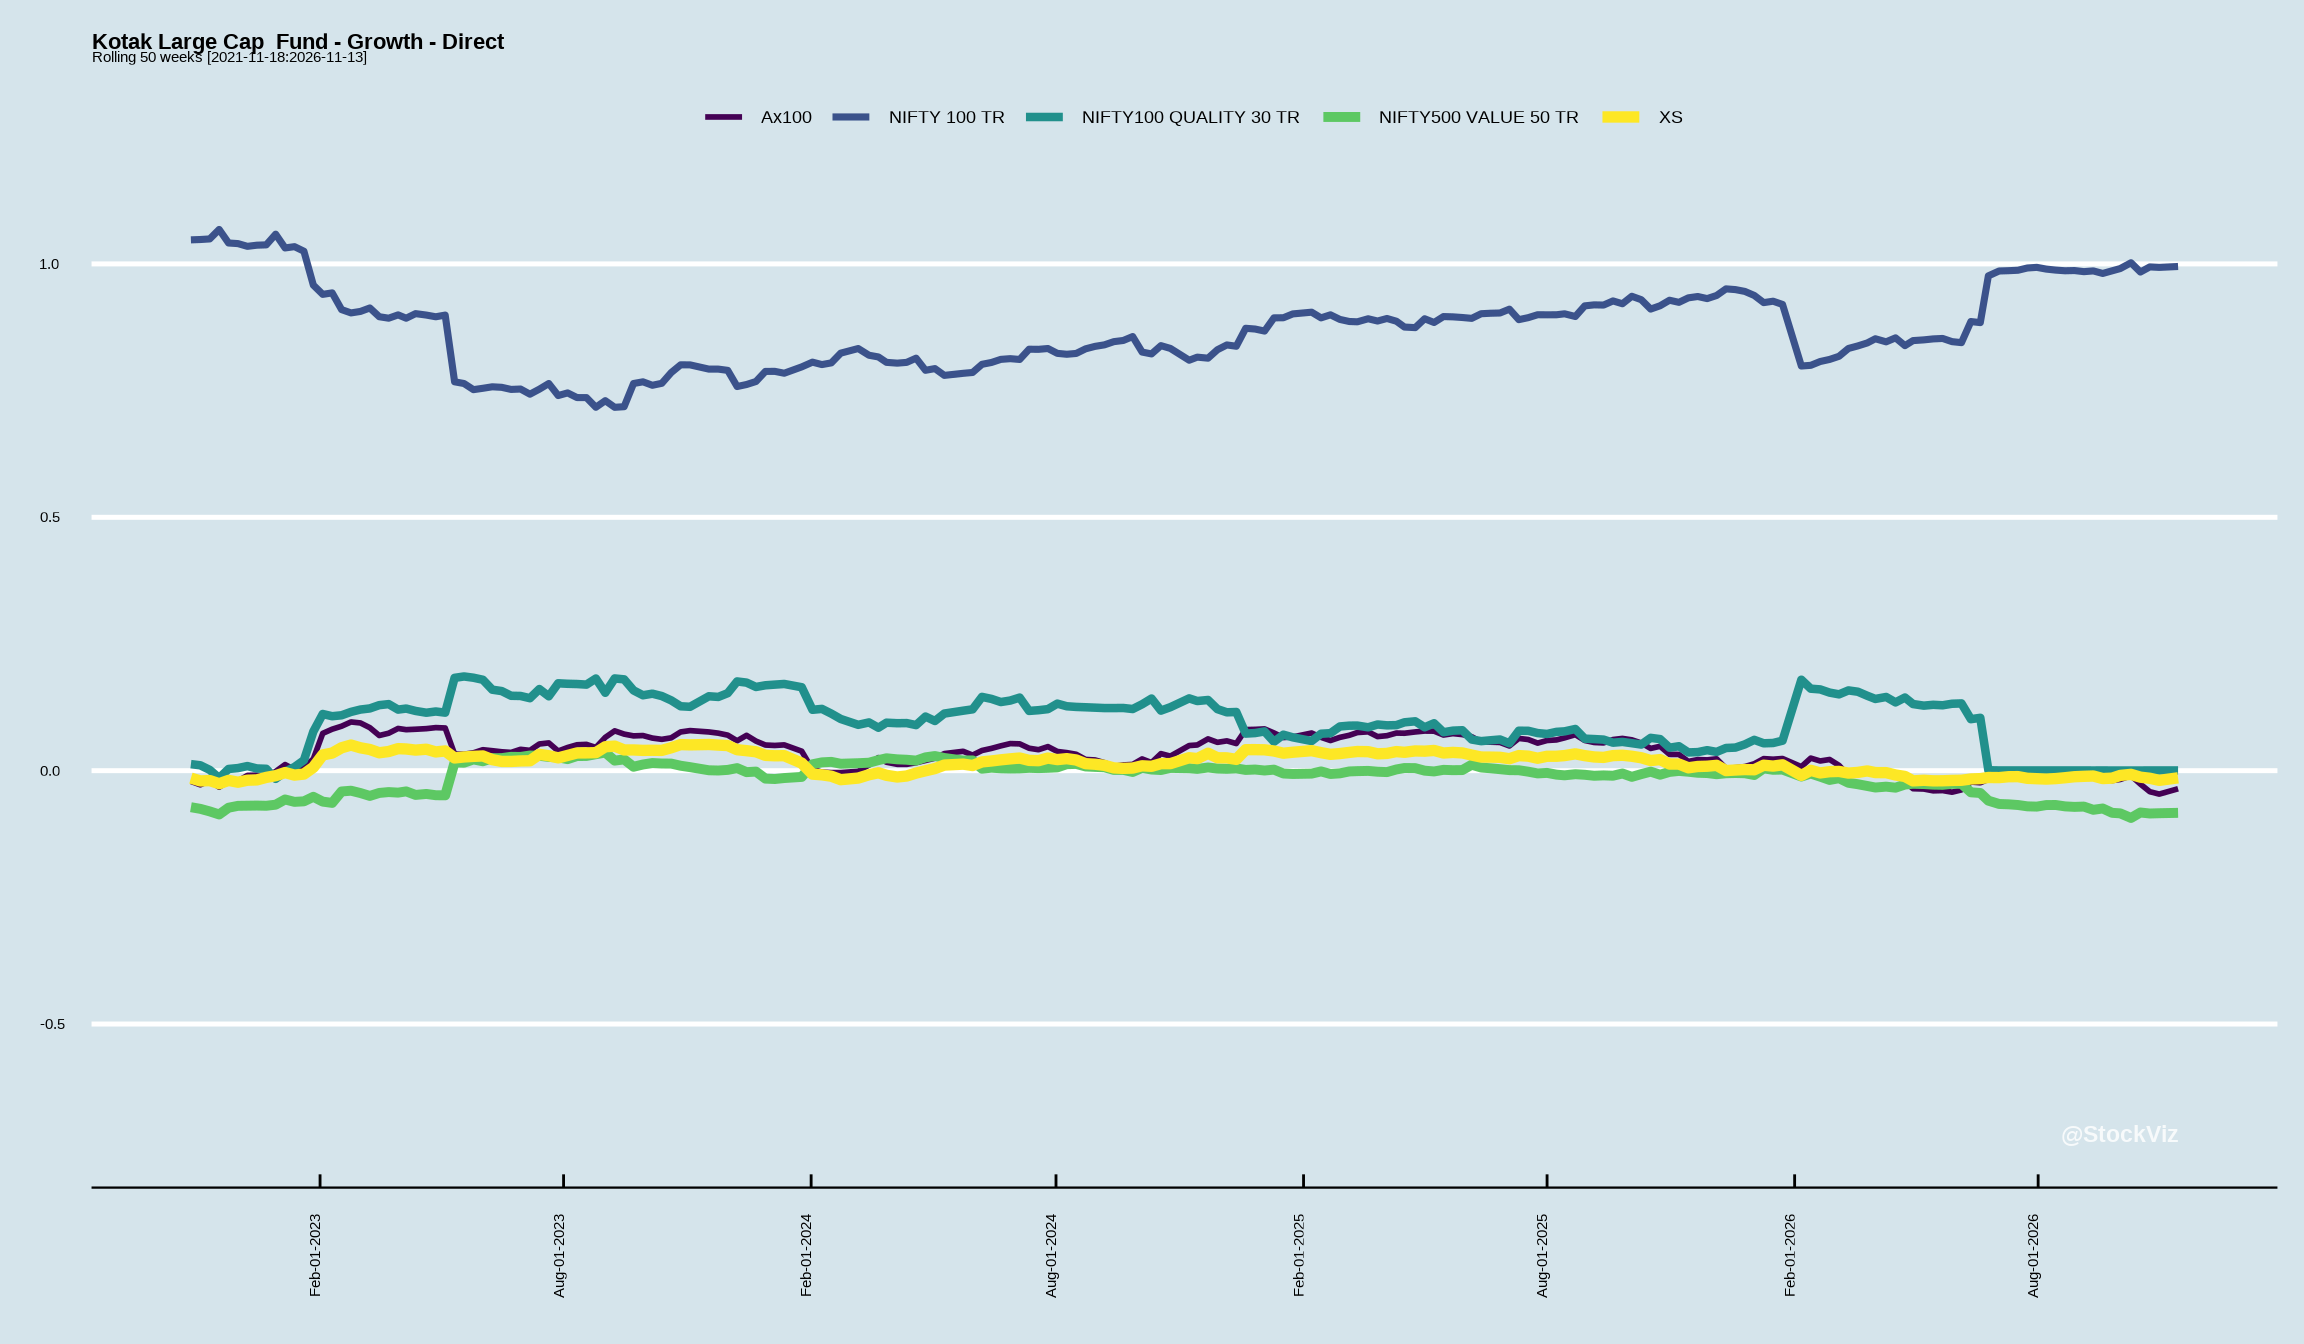 Kotak Large Cap  Fund - Growth - Direct
Rolling 50 weeks [2021-11-18:2026-11-13]
Ax100 NIFTY 100 TR NIFTY100 QUALITY 30 TR NIFTY500 VALUE 50 TR XS
1.0
0.5
0.0
-0.5
@StockViz
Feb-01-2023 Aug-01-2023 Feb-01-2024 Aug-01-2024 Feb-01-2025 Aug-01-2025 Feb-01-2026 Aug-01-2026